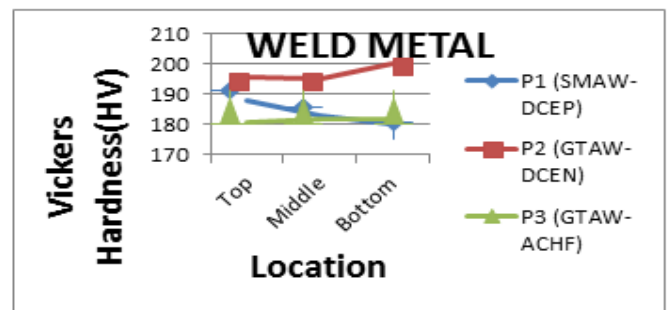 WELD METAL
210
200
190
180
170
Vickers
Hardness(HV)
Top
Middle
Bottom
Location
P1 (SMAW-
DCEP)
P2 (GTAW-
DCEN)
P3 (GTAW-
ACHF)